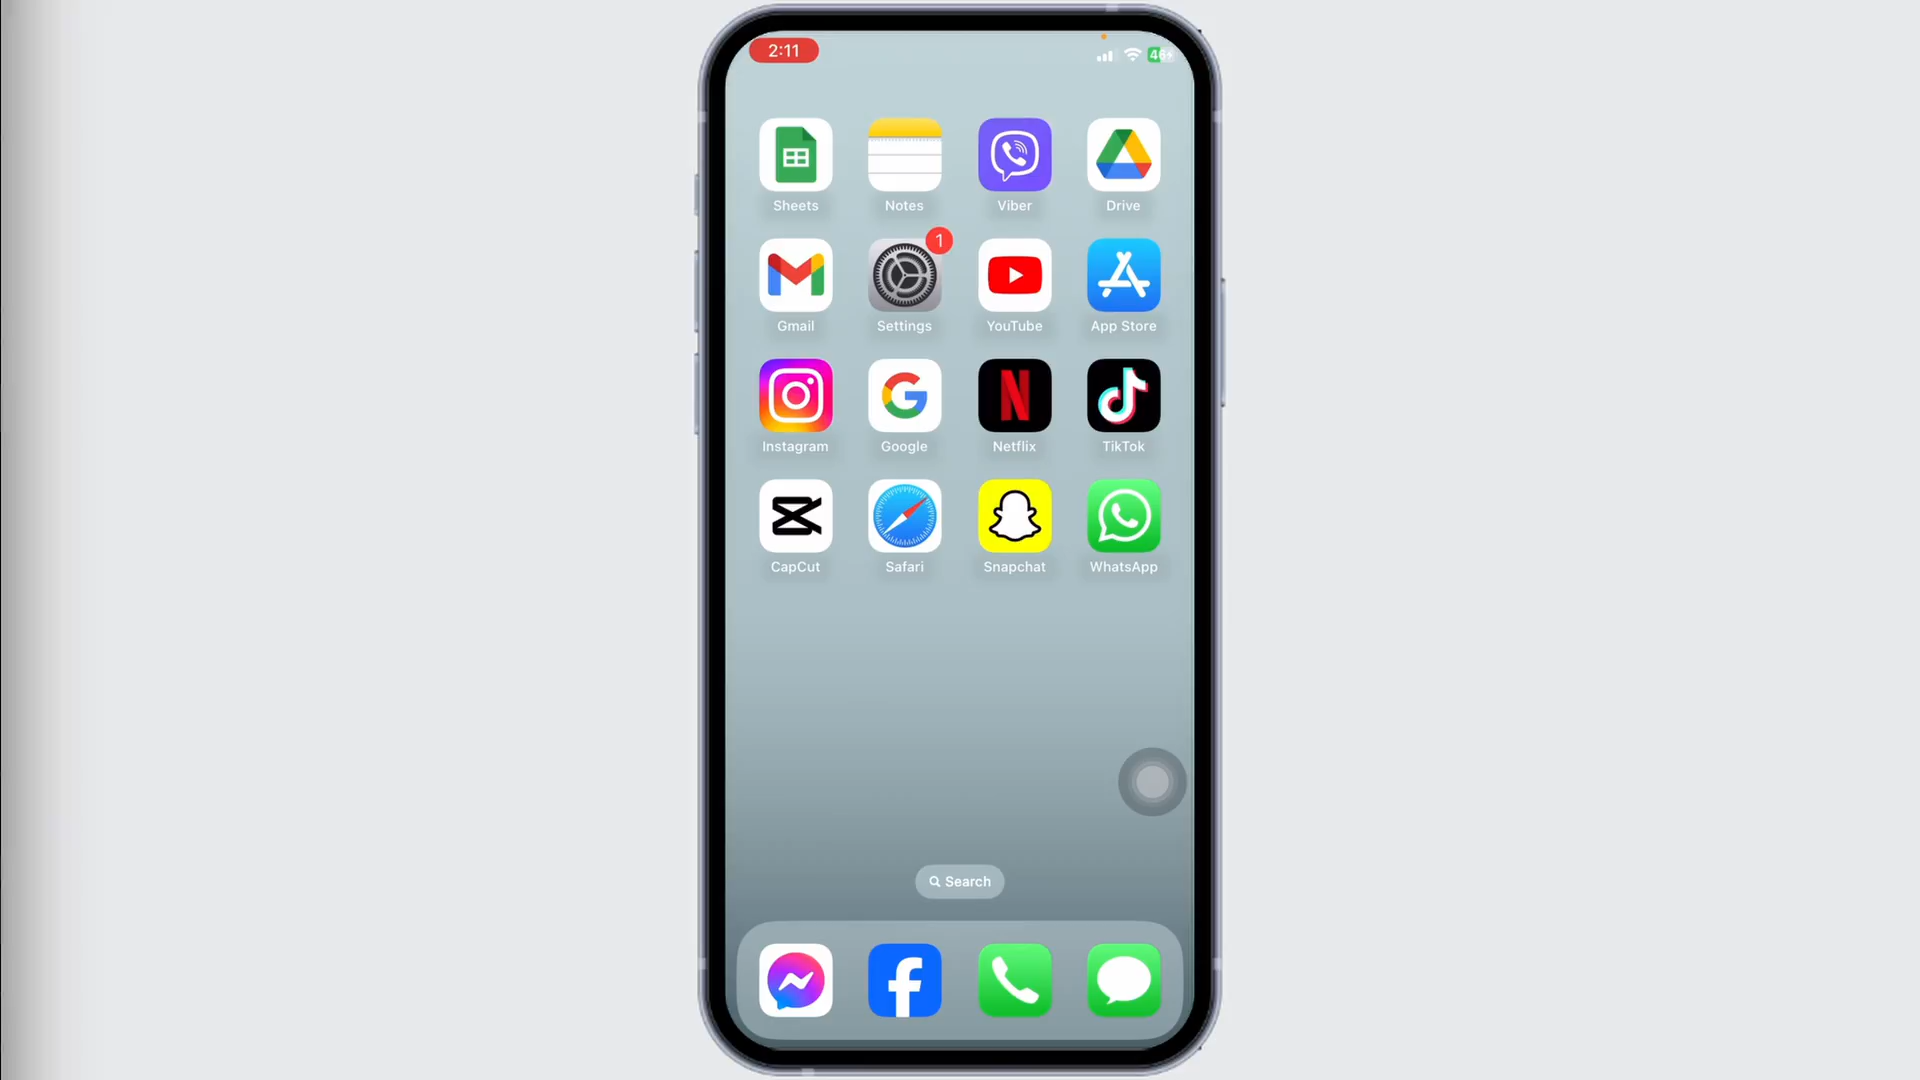 2:11
46
Sheets Notes Viber Drive
1
Gmail Settings YouTube App Store
N
Instagram Google Netflix TikTok
CapCut Safari Snapchat WhatsApp
Search